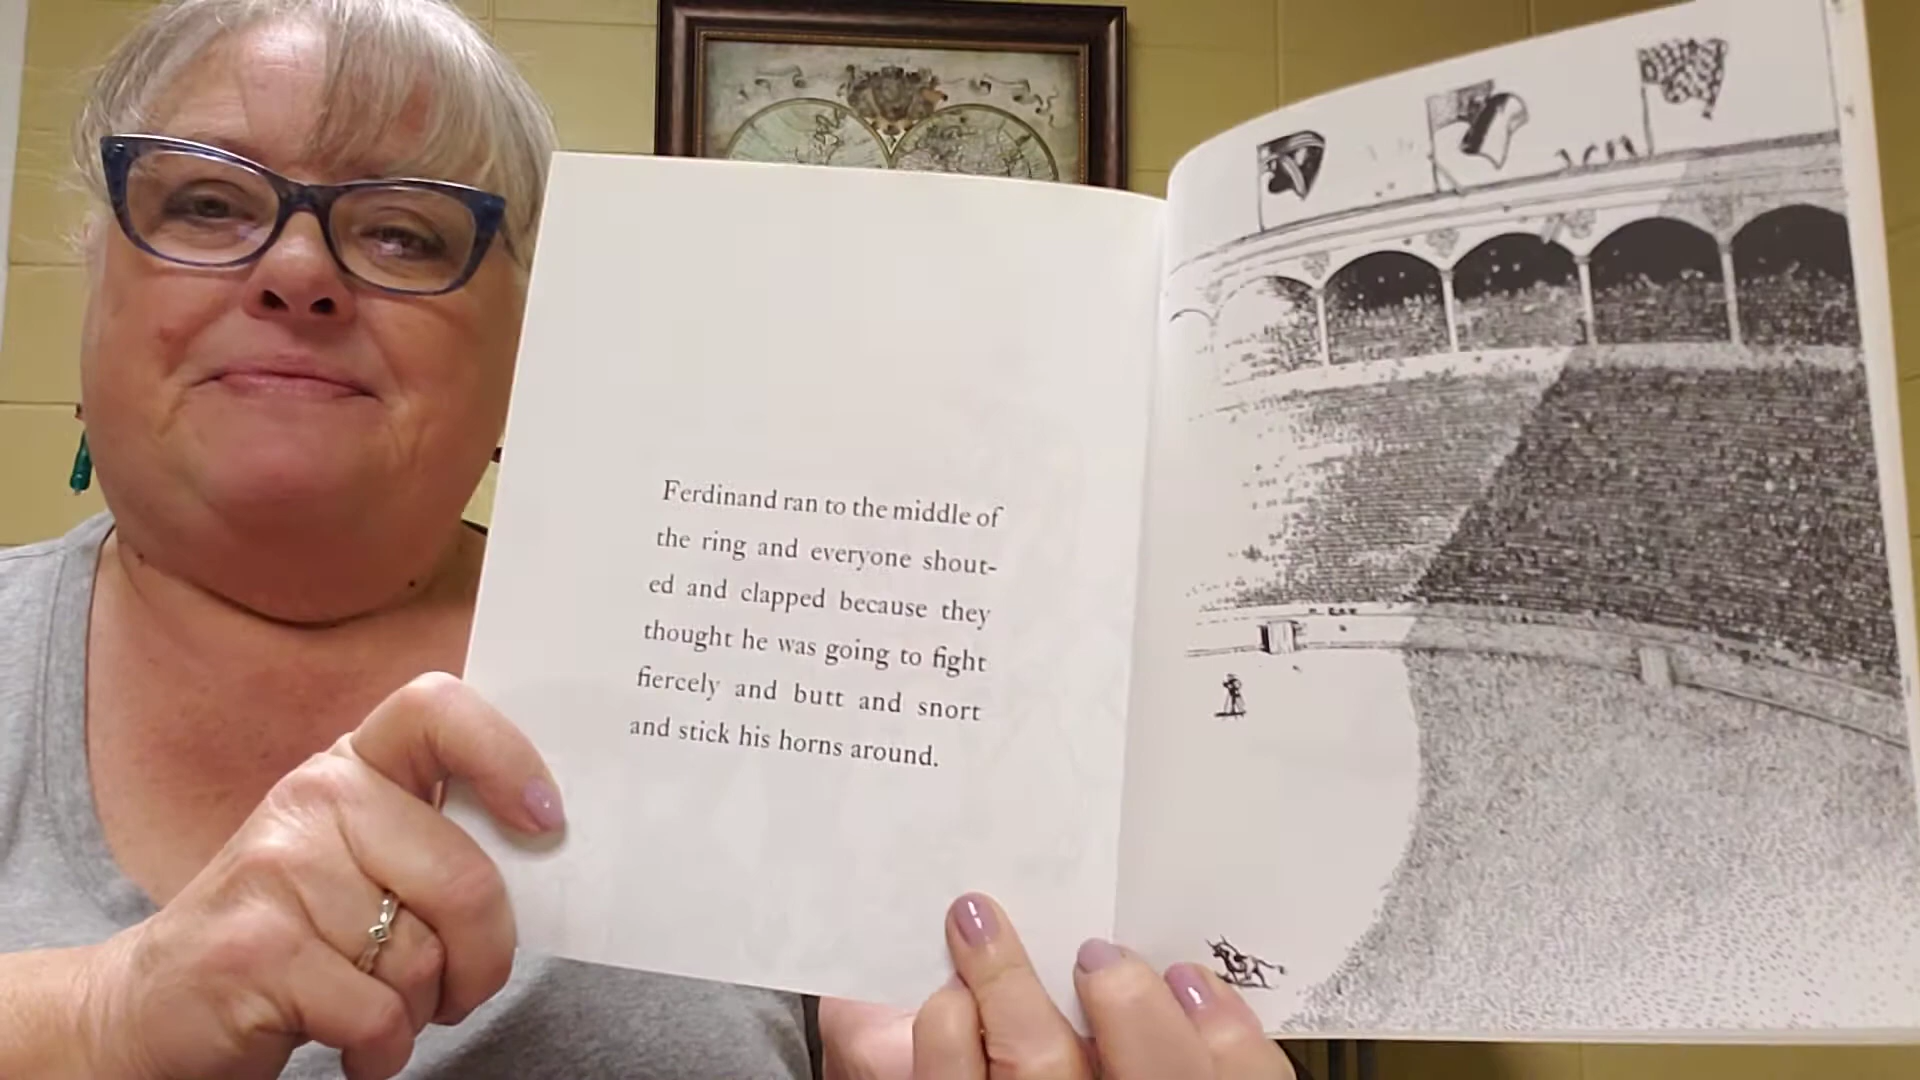 Ferdinand ran to the middle of
the ring and everyone shout-
ed and clapped because they
thought he was going to fight
fiercely and butt and snort
and stick his horns around.